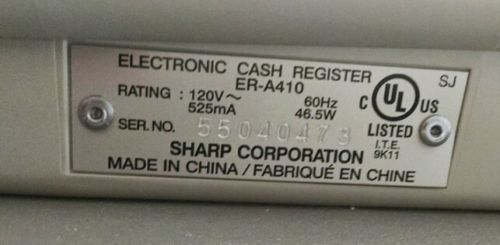 ELECTRONIC CASH REGISTER
ER-A410
SJ
RATING : 120V~ 60Hz
525mA 46.5W
SER.NO. 55040473
C UL US
LISTED
I.T.E.
9K11
SHARP CORPORATION
MADE IN CHINA/FABRIQUÉ EN CHINE